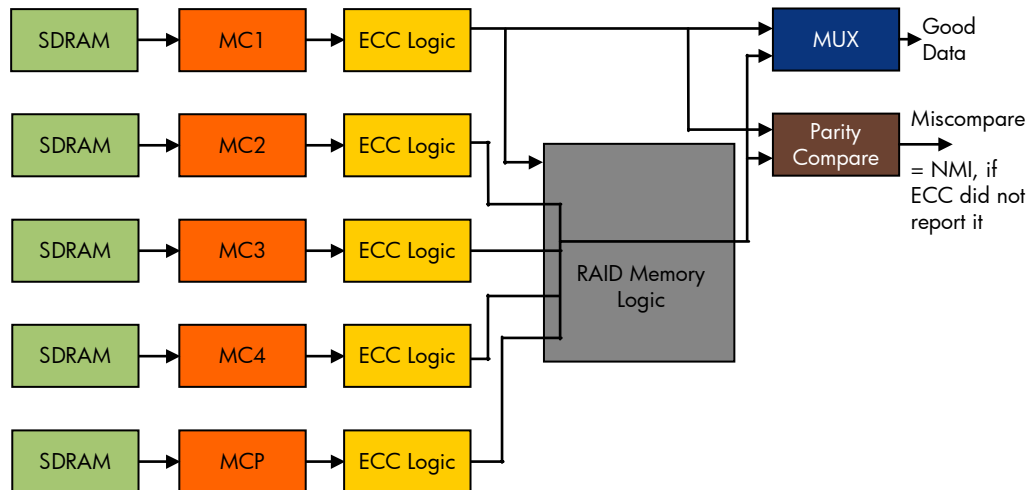 SDRAM
MC1
ECC Logic
MUX
Good
Data
SDRAM
MC2
ECC Logic
Parity
Compare
Miscompare
= NMI, if
ECC did not
report it
SDRAM
MC3
ECC Logic
RAID Memory
Logic
SDRAM
MC4
ECC Logic
SDRAM
MCP
ECC Logic